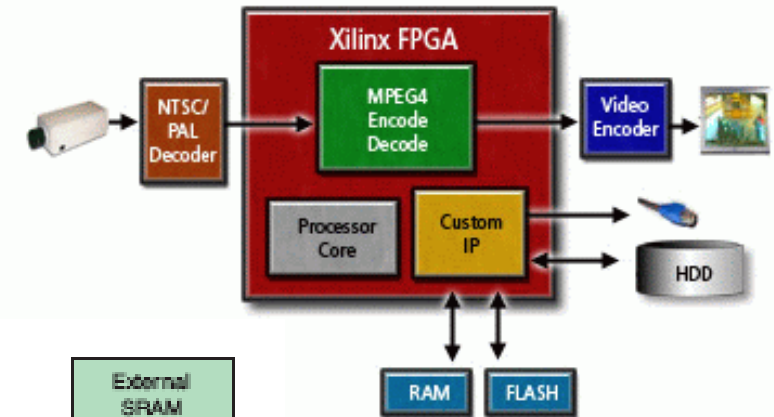 Xilinx FPGA
NTSC/
PAL
Decoder
MPEG4
Encode
Decode
Video
Encoder
Processor
Core
Custom
IP
HDD
RAM
FLASH
External
SRAM